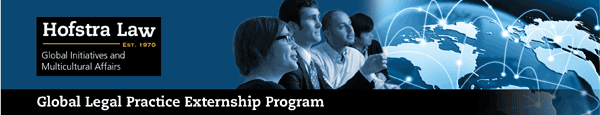 Hofstra Law
EST. 1970
Global Initiatives and
Multicultural Affairs
Global Legal Practice Externship Program